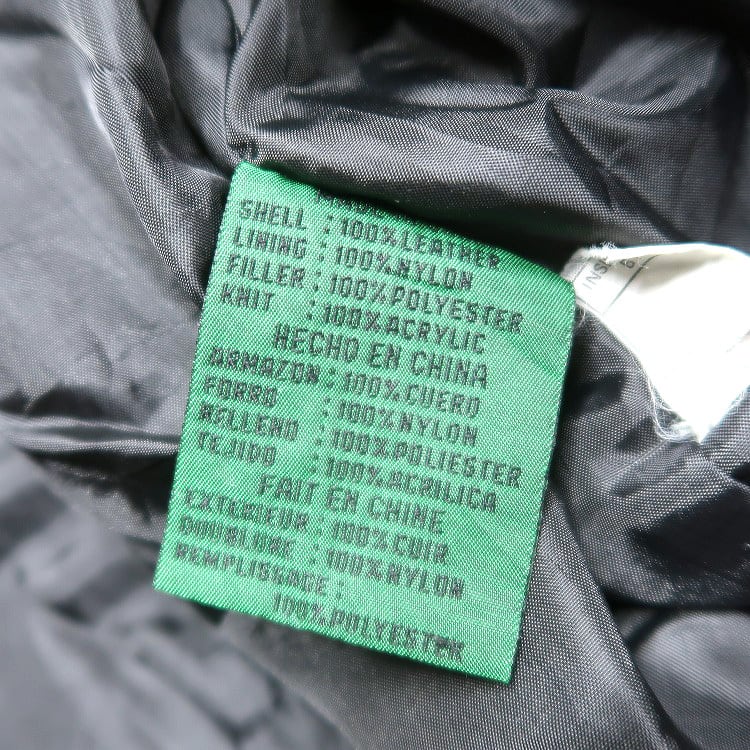 SHELL : 100%LEATHER
LINING : 100%NYLON
FILLER : 100%POLYESTER
KNIT : 100%ACRYLIC
HECHO EN CHINA
ARMAZON : 100%CUERO
FORRO : 100%NYLON
RELLENO : 100%POLIESTER
TEJIDO : 100%ACRILICA
FAIT EN CHINE
EXTERIEUR : 100%CUIR
DOUBLURE : 100%NYLON
REMPLISSAGE :
100%POLYESTER